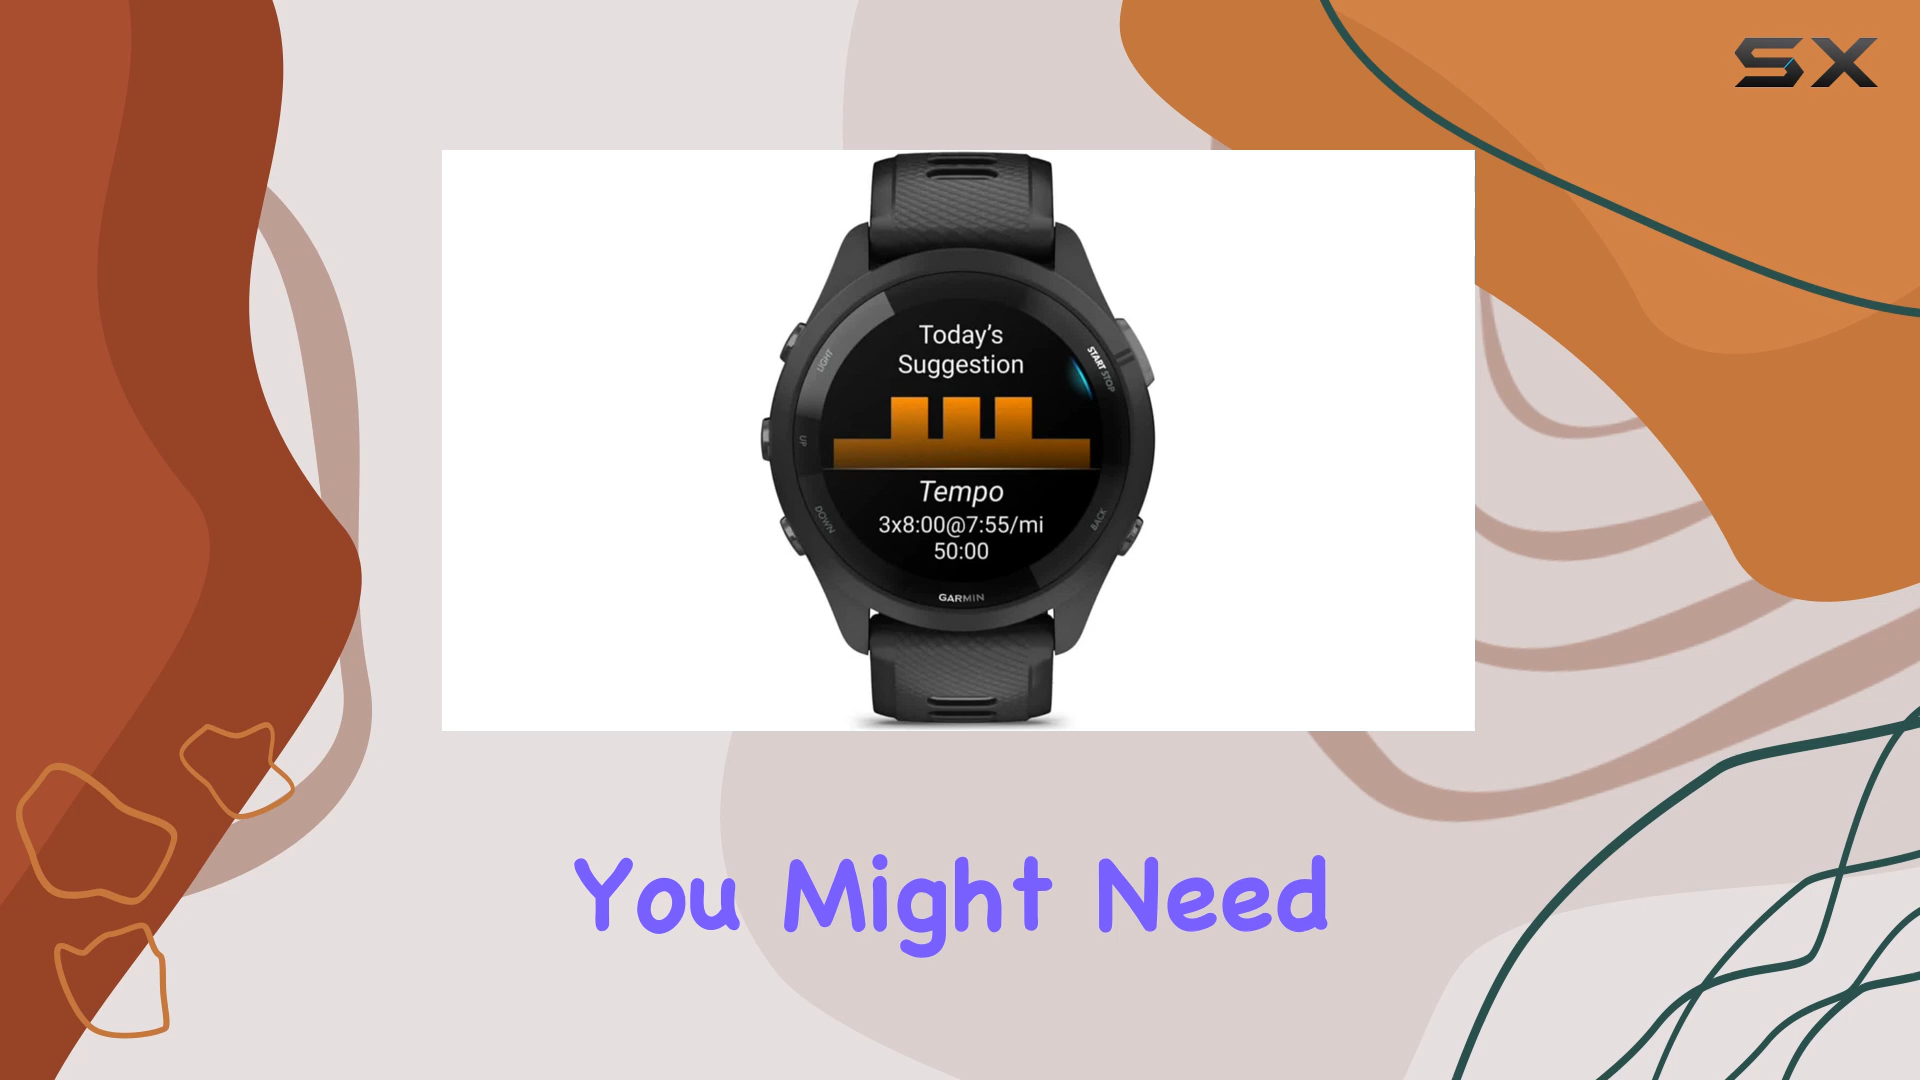 SX
Today's
Suggestion
START STOP
LIGHT
UP
Tempo
3x8:00@7:55/mi
50:00
DOWN
BACK
GARMIN
You Might Need